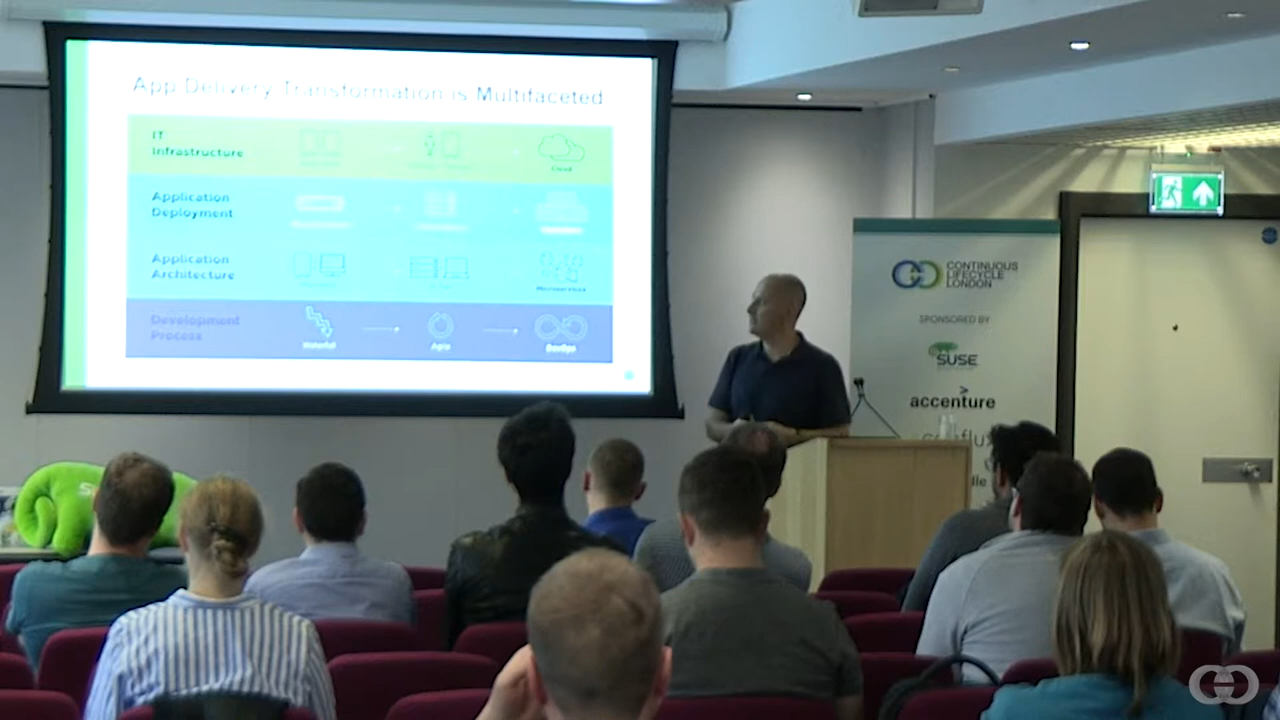 App Delivery Transformation is Multifaceted
IT
Infrastructure
Cloud
Application
Deployment
Application
Architecture
Microservices
Development
Process
Waterfall
Agile
DevOps
CONTINUOUS
LIFECYCLE
LONDON
SPONSORED BY
SUSE
accenture